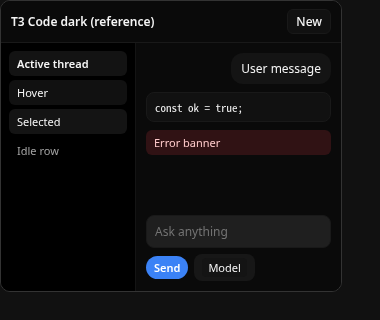 T3 Code dark (reference)
New
Active thread
Hover
Selected
Idle row
User message
const ok = true;
Error banner
Ask anything
Send
Model